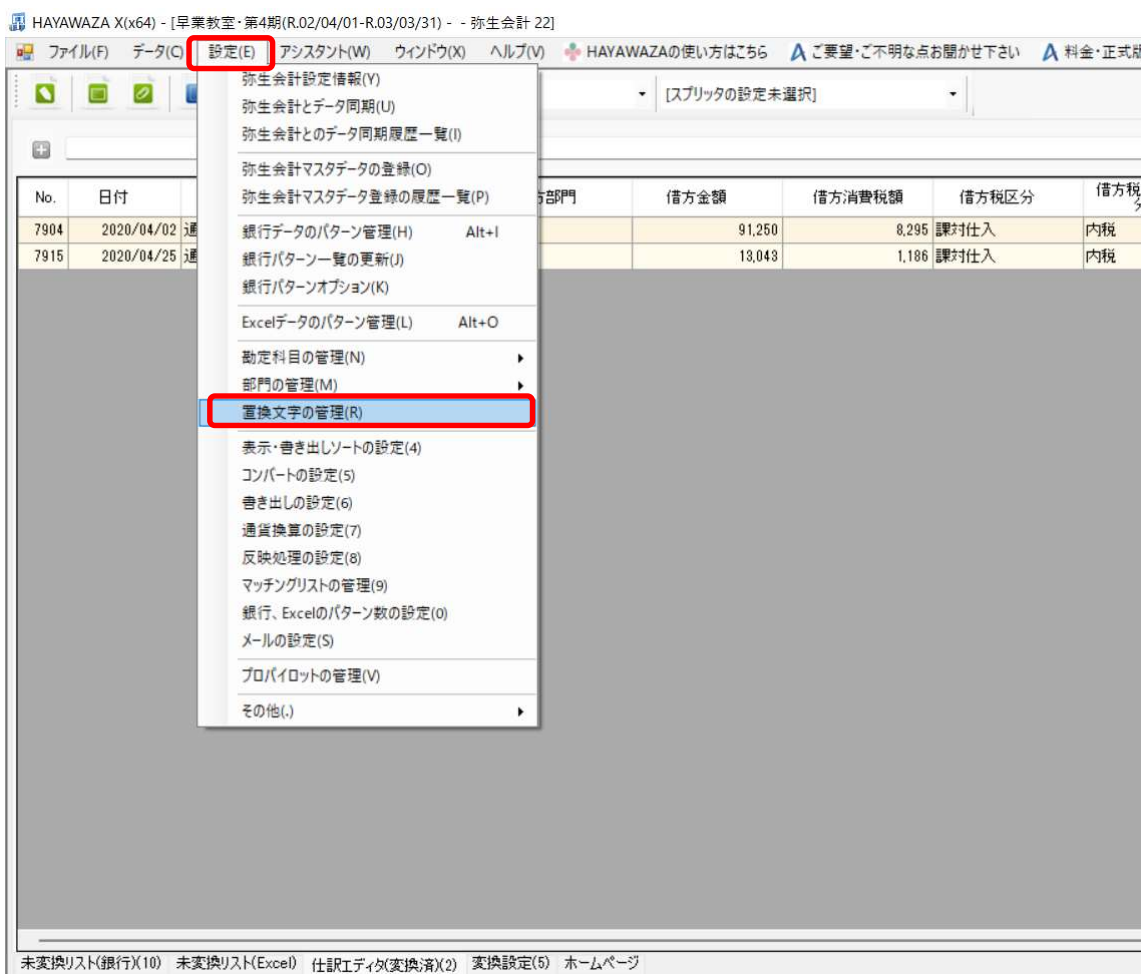 HAYAWAZA X(x64) - [早業教室・第4期(R.02/04/01-R.03/03/31) - - 弥生会計 22]
ファイル(F) データ(C) 設定(E) アシスタント(W) ウィンドウ(X) ヘルプ(V) HAYAWAZAの使い方はこちら ご要望・ご不明な点お聞かせ下さい 料金・正式版
[スプリッタの設定未選択]
弥生会計設定情報(Y)
弥生会計とデータ同期(U)
弥生会計とのデータ同期履歴一覧(I)
弥生会計マスタデータの登録(O)
弥生会計マスタデータ登録の履歴一覧(P)
銀行データのパターン管理(H) Alt+I
銀行パターン一覧の更新(J)
銀行パターンオプション(K)
Excelデータのパターン管理(L) Alt+O
勘定科目の管理(N)
部門の管理(M)
置換文字の管理(R)
表示・書き出しソートの設定(4)
コンバートの設定(5)
書き出しの設定(6)
通貨換算の設定(7)
反映処理の設定(8)
マッチングリストの管理(9)
銀行、Excelのパターン数の設定(0)
メールの設定(S)
プロパイロットの管理(V)
その他(.)
No. 日付 部門 借方金額 借方消費税額 借方税区分 借方税
7904 2020/04/02 通 91,250 8,295 課対仕入 内税
7915 2020/04/25 通 13,043 1,186 課対仕入 内税
未変換リスト(銀行)(10) 未変換リスト(Excel) 仕訳エディタ(変換済)(2) 変換設定(5) ホームページ